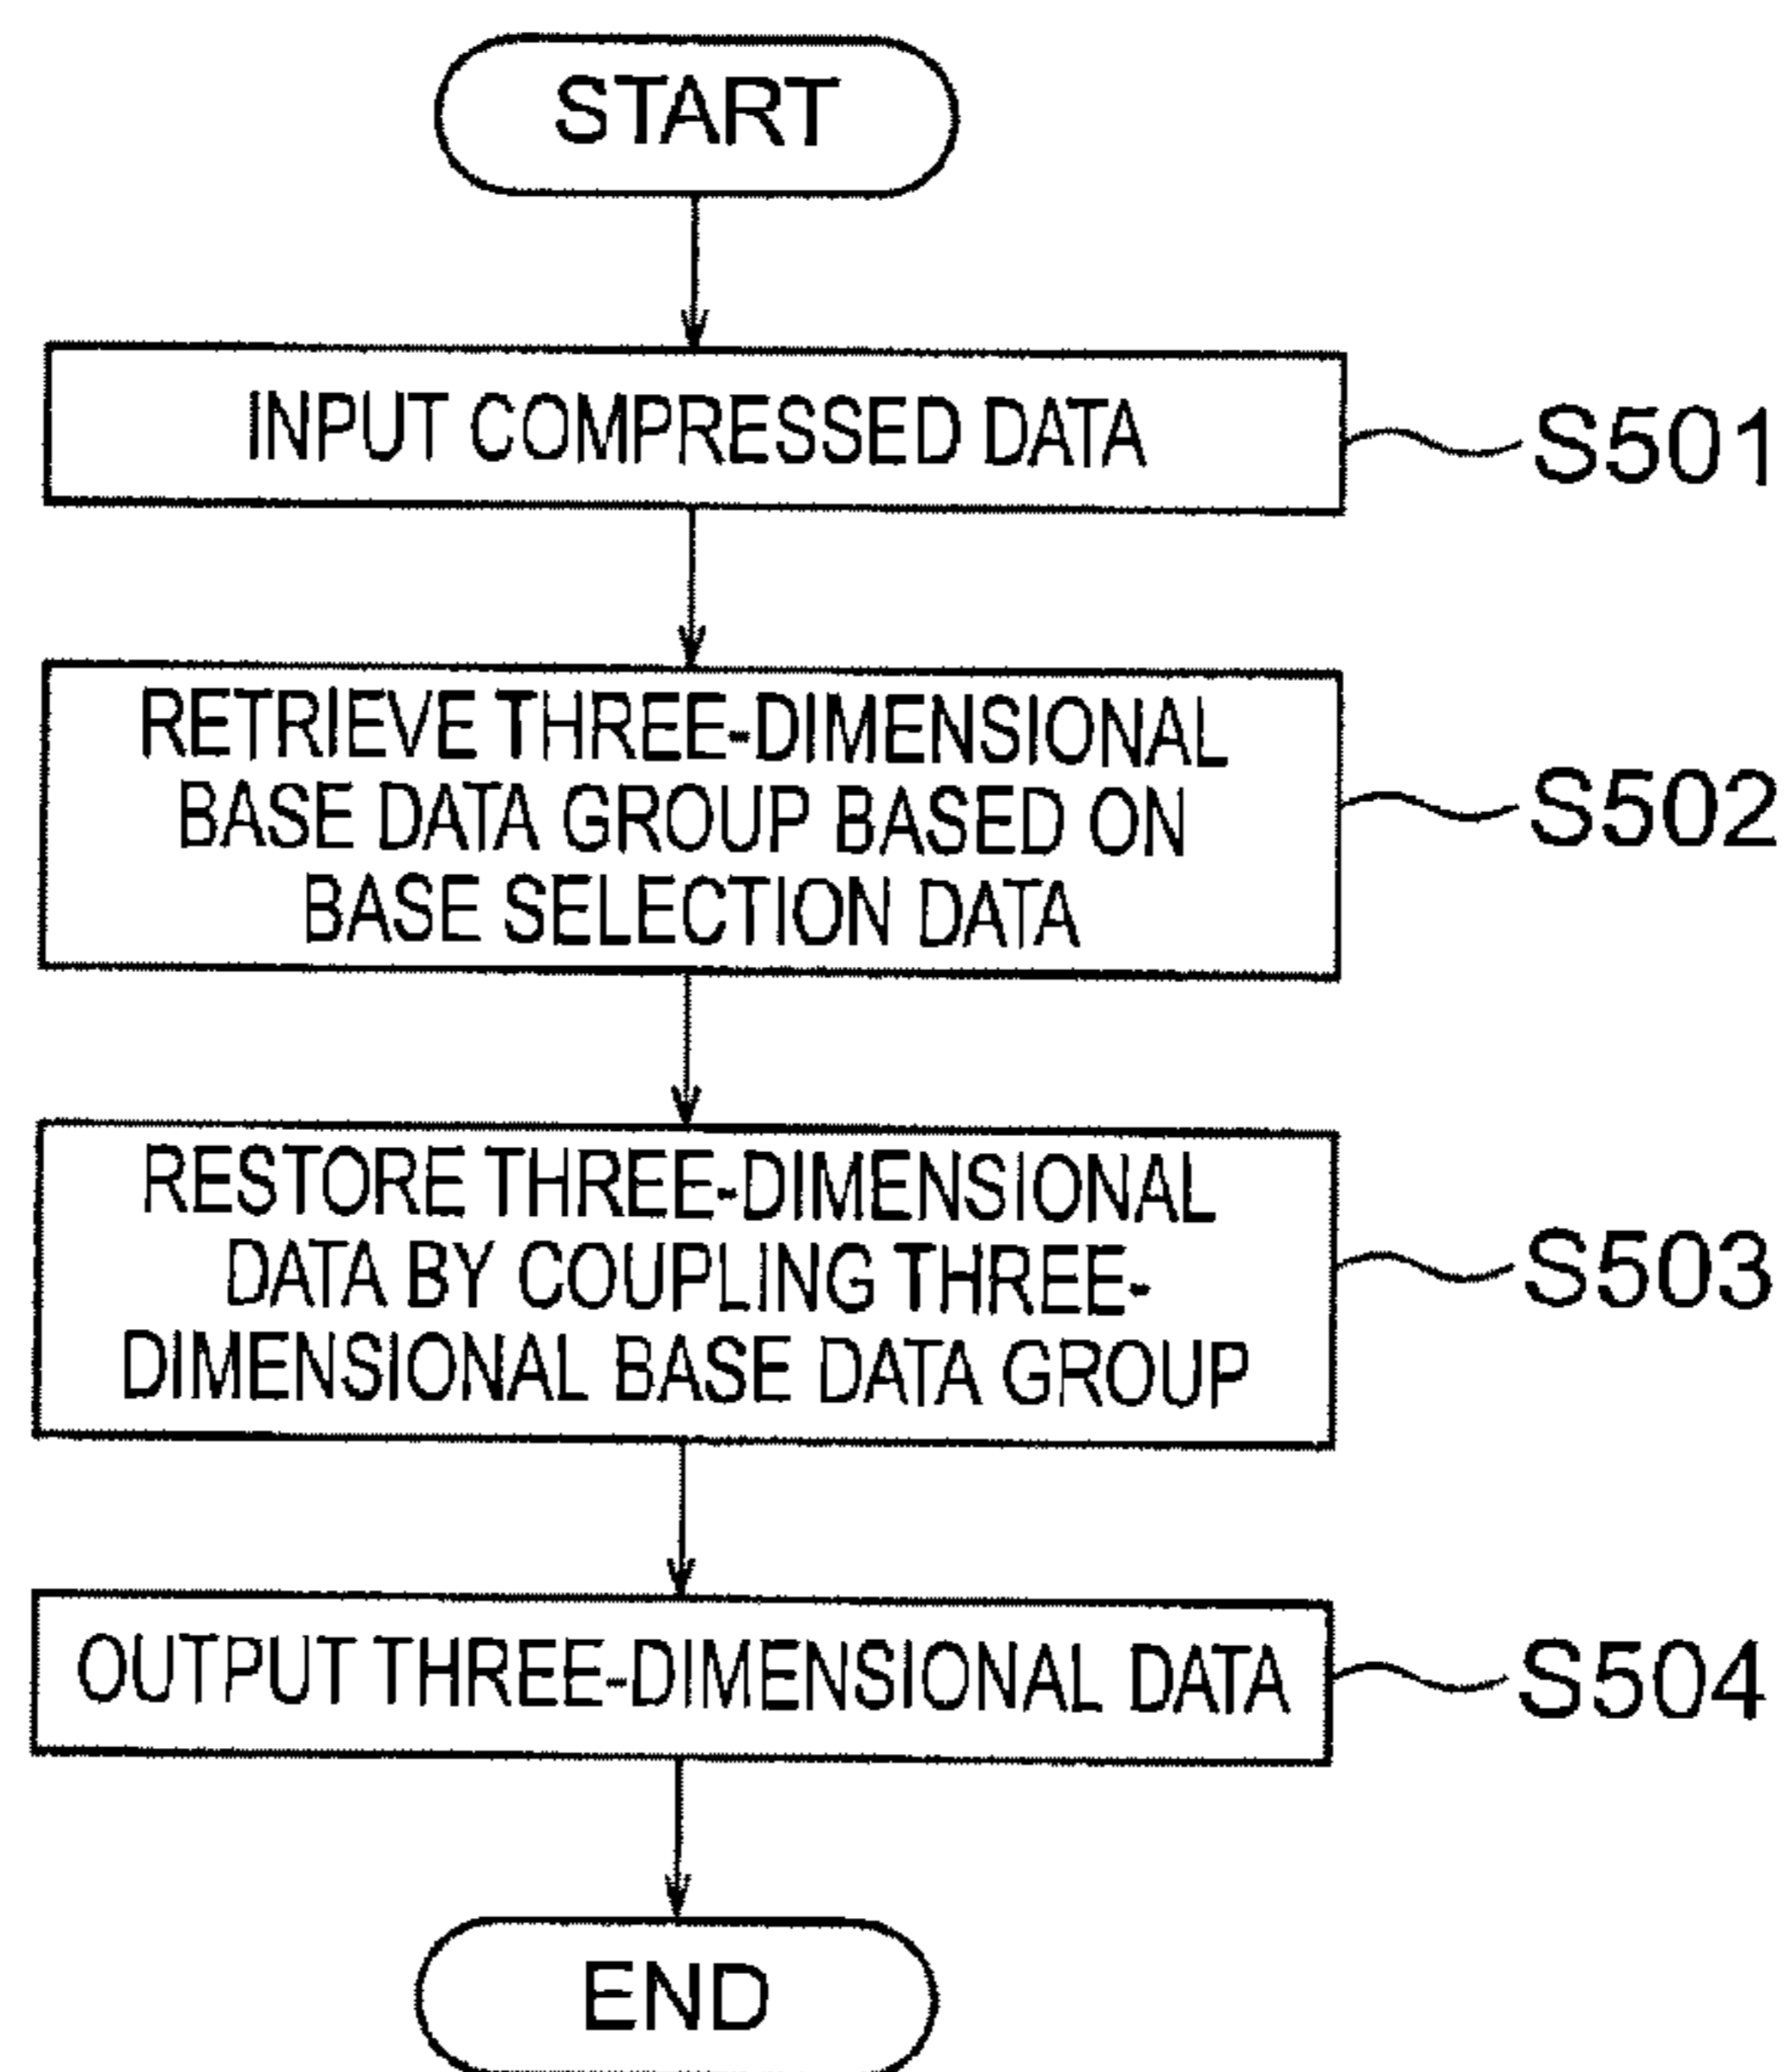 START
INPUT COMPRESSED DATA
S501
RETRIEVE THREE-DIMENSIONAL
BASE DATA GROUP BASED ON
BASE SELECTION DATA
S502
RESTORE THREE-DIMENSIONAL
DATA BY COUPLING THREE-
DIMENSIONAL BASE DATA GROUP
S503
OUTPUT THREE-DIMENSIONAL DATA
S504
END